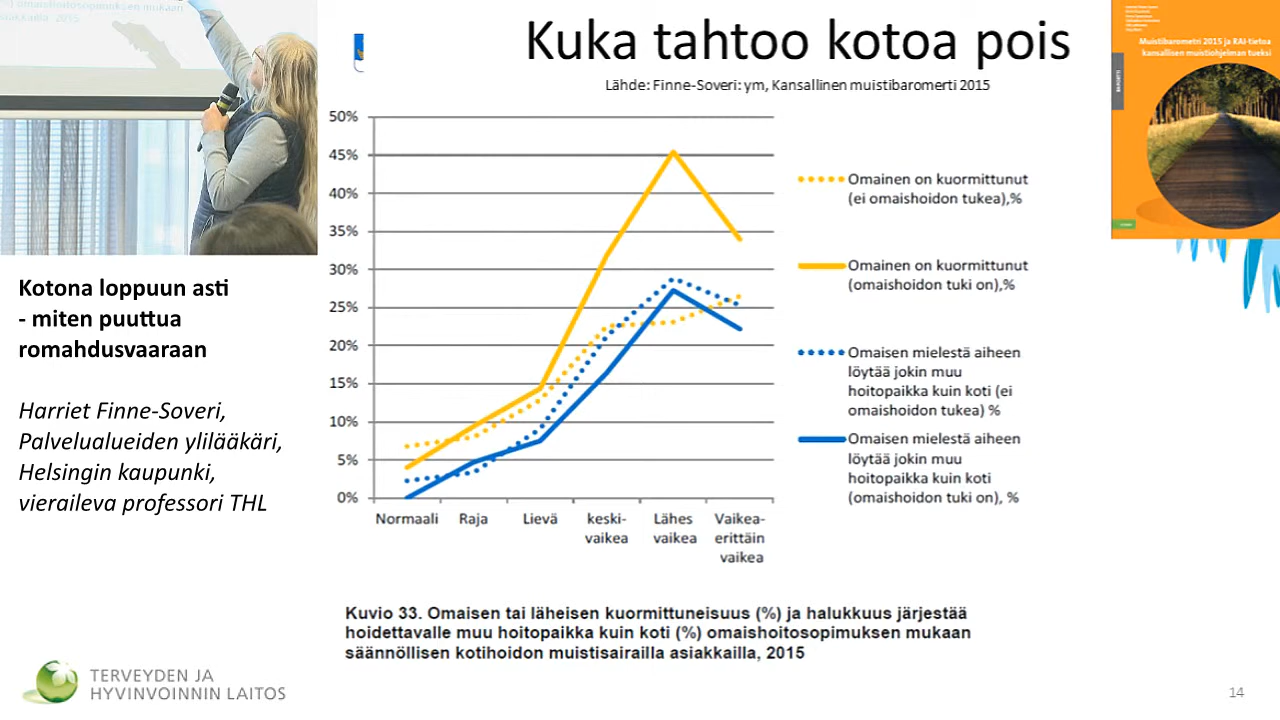 äkotihoitosopimuksen mukaan
asiakkailla, 2015
Kotona loppuun asti
- miten puuttua
romahdusvaaraan
Harriet Finne-Soveri,
Palvelualueiden ylilääkäri,
Helsingin kaupunki,
vieraileva professori THL
TERVEYDEN JA
HYVINVOINNIN LAITOS
Kuka tahtoo kotoa pois
Lähde: Finne-Soveri: ym, Kansallinen muistibaromerti 2015
50%
45%
40%
35%
30%
25%
20%
15%
10%
5%
0%
Normaali Raja Lievä keski- Lähes Vaikea-
vaikea vaikea erittäin
vaikea
Omainen on kuormittunut
(ei omaishoidon tukea),%
Omainen on kuormittunut
(omaishoidon tuki on),%
Omaisen mielestä aiheen
löytää jokin muu
hoitopaikka kuin koti (ei
omaishoidon tukea) %
Omaisen mielestä aiheen
löytää jokin muu
hoitopaikka kuin koti
(omaishoidon tuki on), %
Kuvio 33. Omaisen tai läheisen kuormittuneisuus (%) ja halukkuus järjestää
hoidettavalle muu hoitopaikka kuin koti (%) omaishoitosopimuksen mukaan
säännöllisen kotihoidon muistisairailla asiakkailla, 2015
Muistibarometri 2015 ja RAI-tietoa
kansallisen muistiohjelman tueksi
14